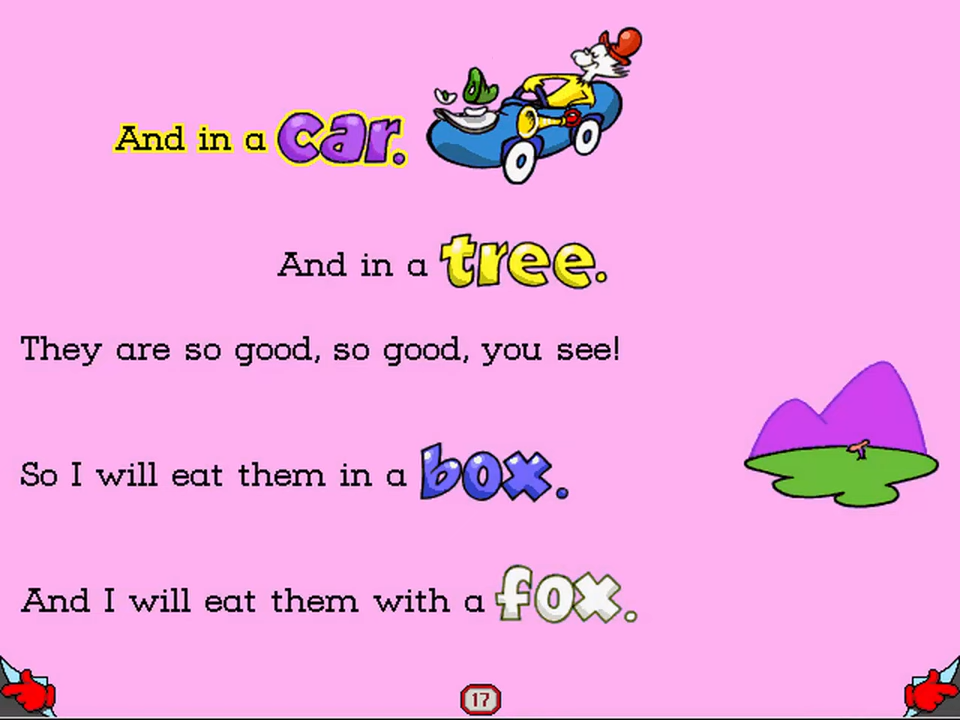 And in a car.
And in a tree.
They are so good, so good, you see!
So I will eat them in a box.
And I will eat them with a fox.
17